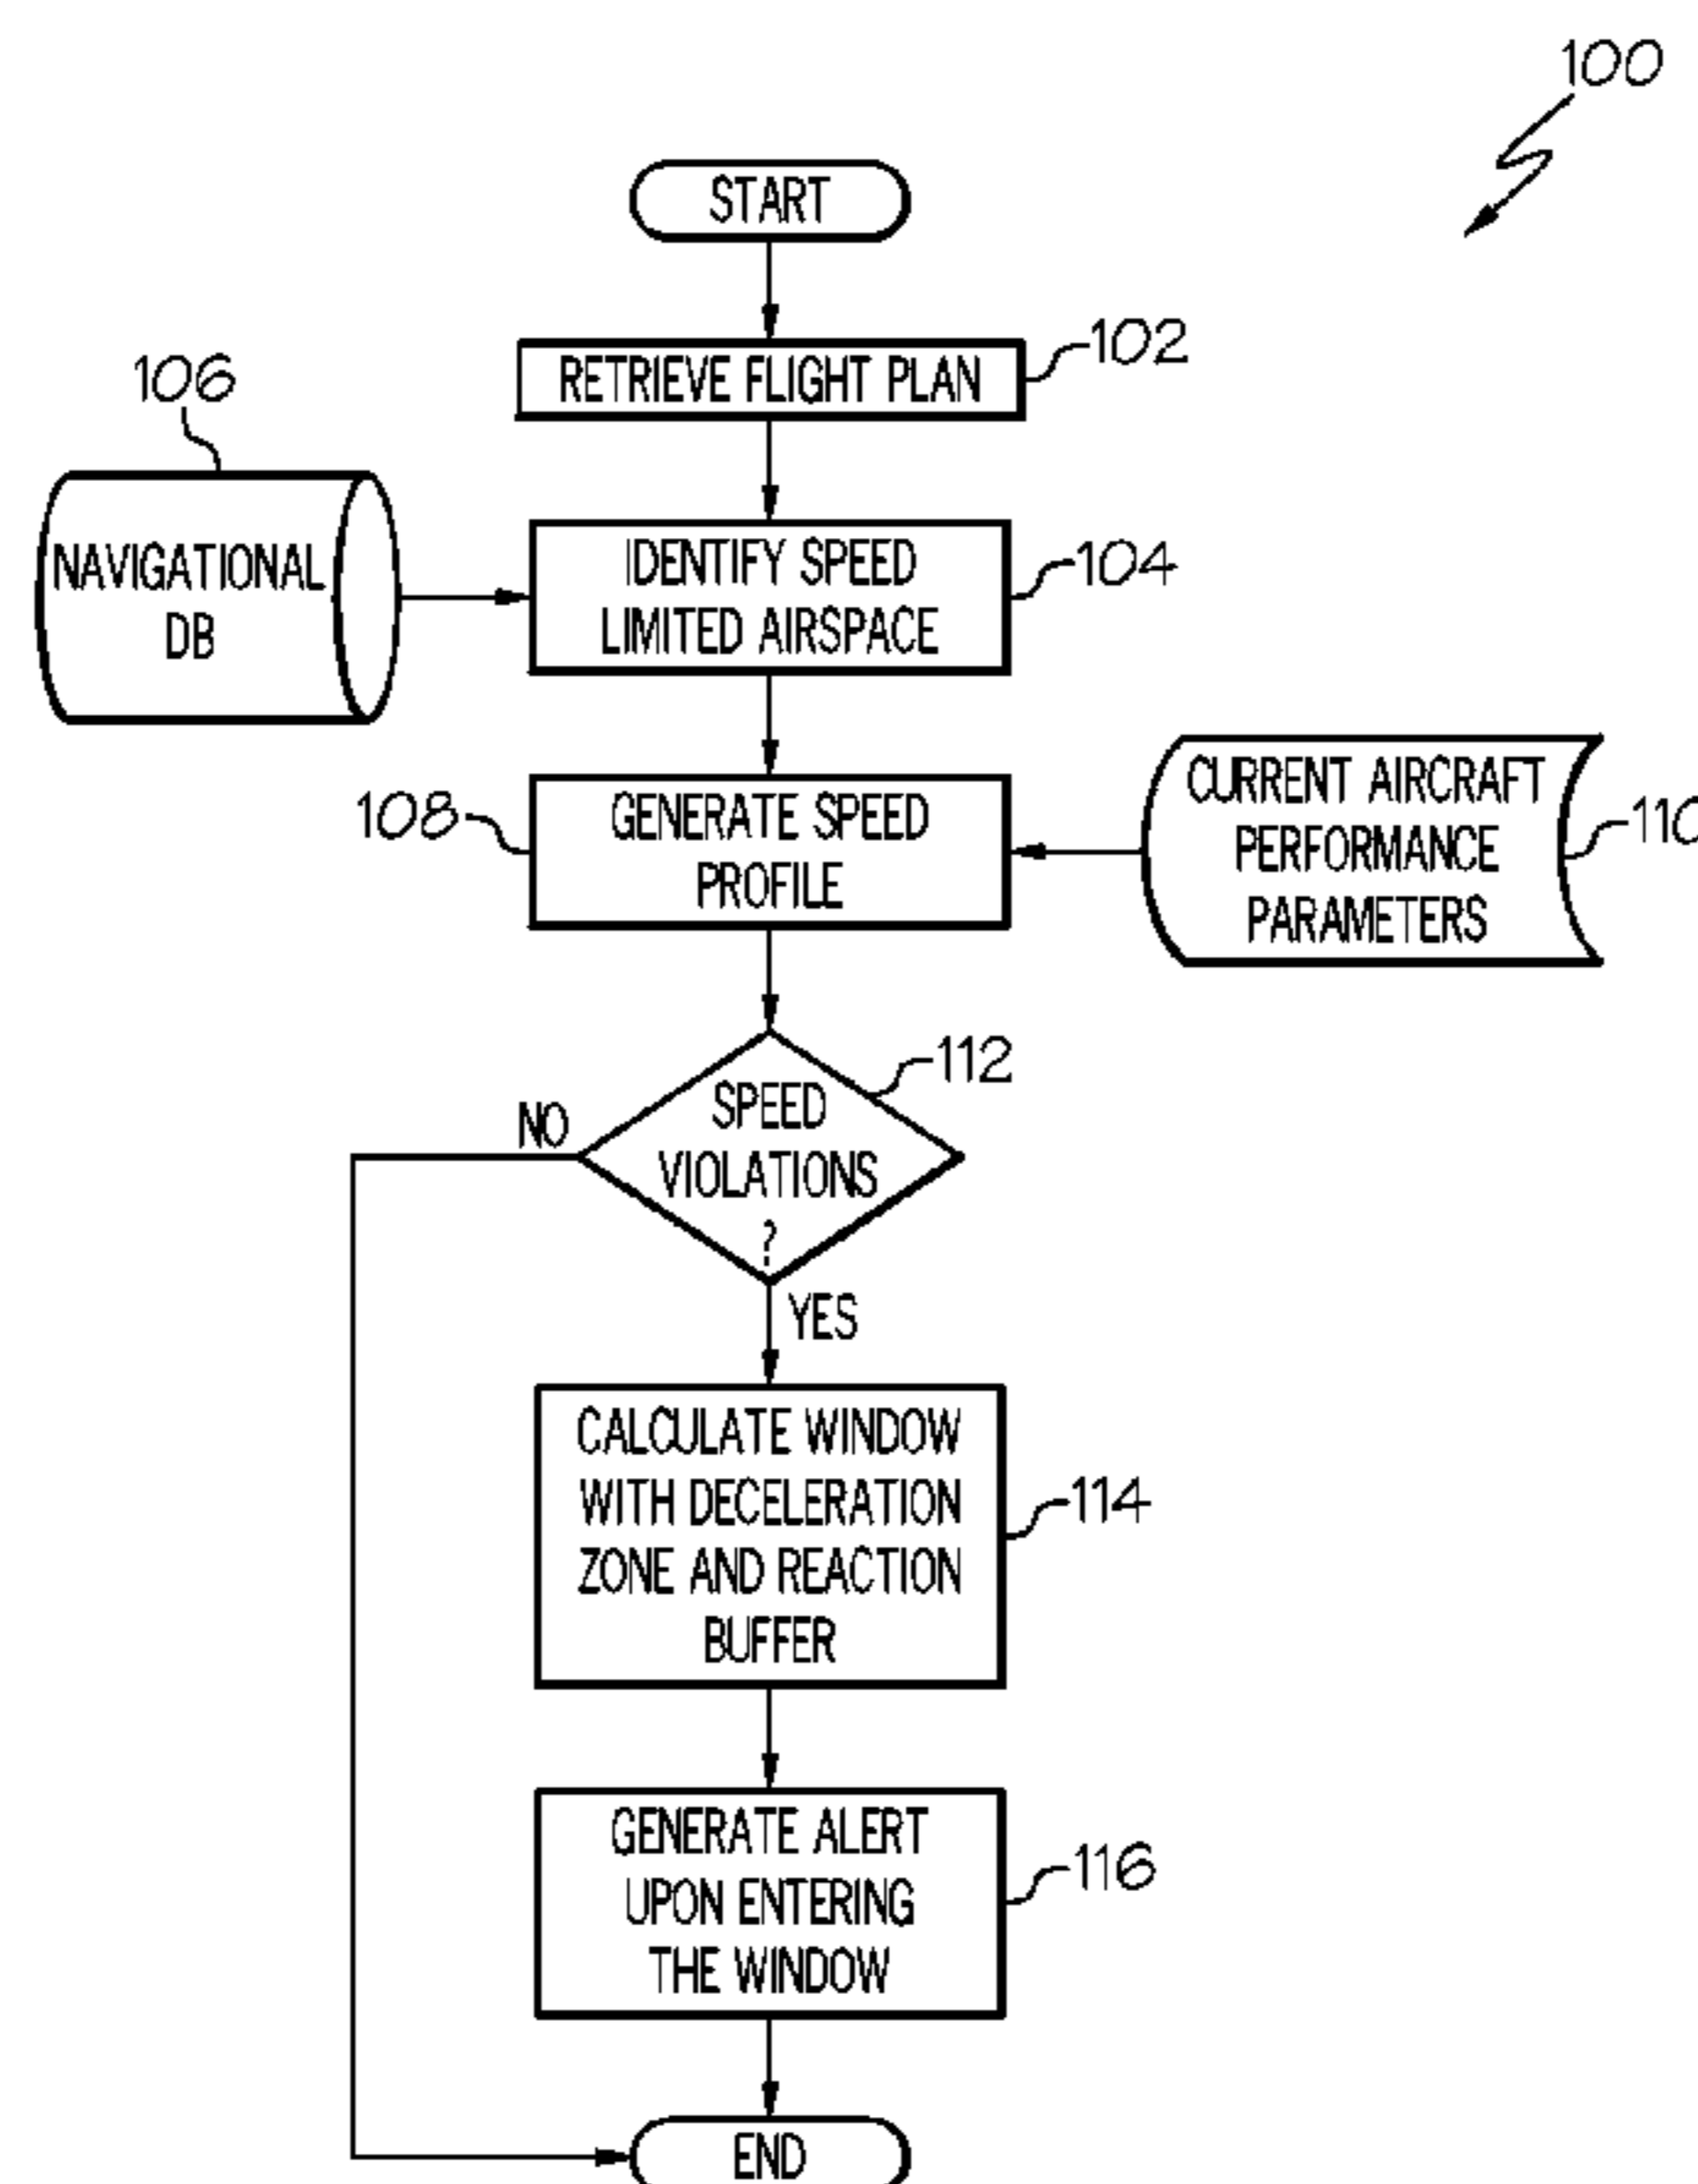 100
START
RETRIEVE FLIGHT PLAN
102
106
NAVIGATIONAL
DB
IDENTIFY SPEED
LIMITED AIRSPACE
104
108
GENERATE SPEED
PROFILE
CURRENT AIRCRAFT
PERFORMANCE
PARAMETERS
110
112
SPEED
VIOLATIONS
?
NO
YES
CALCULATE WINDOW
WITH DECELERATION
ZONE AND REACTION
BUFFER
114
GENERATE ALERT
UPON ENTERING
THE WINDOW
116
END